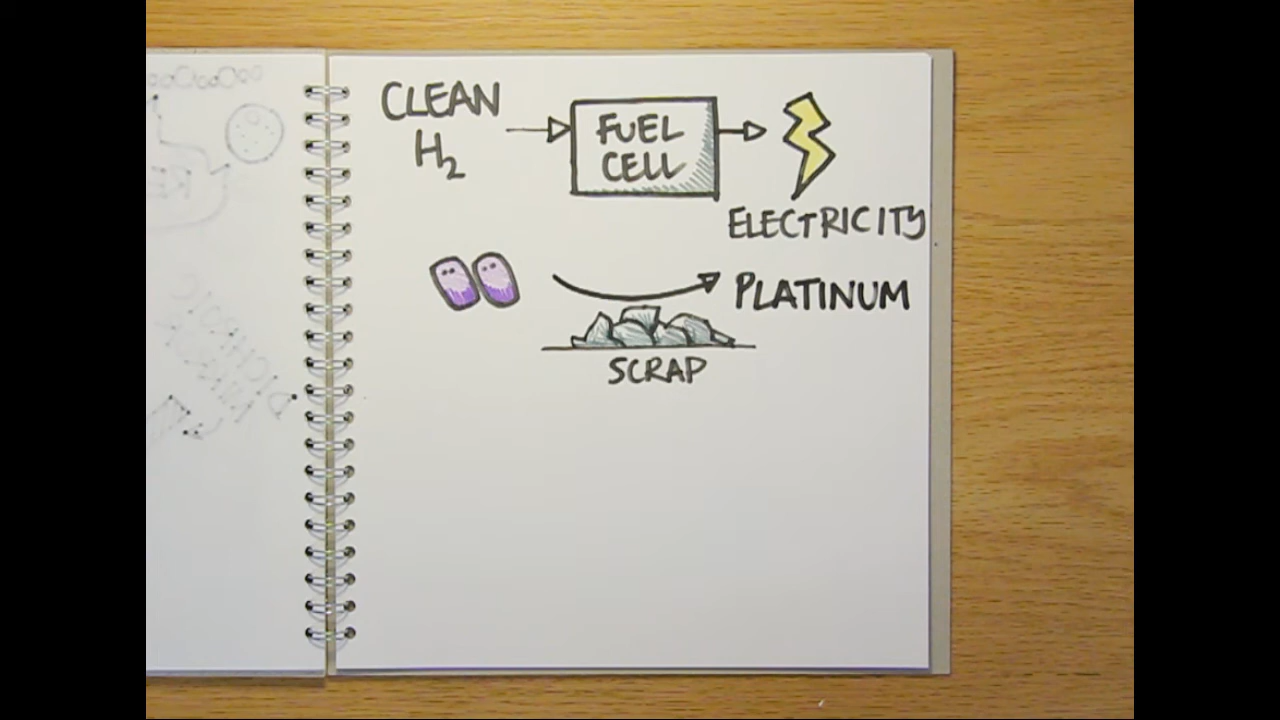 CLEAN
H₂
FUEL
CELL
ELECTRICITY
PLATINUM
SCRAP